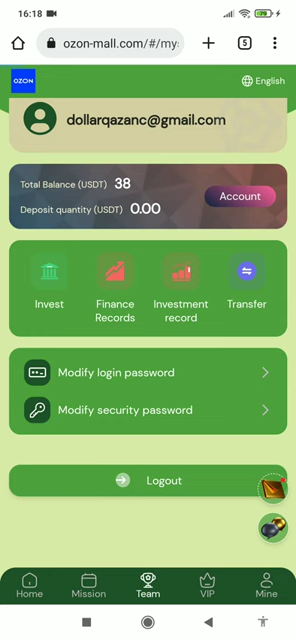 16:18
79
ozon-mall.com/#/my
5
OZON
English
dollarqazanc@gmail.com
Total Balance (USDT) 38
Deposit quantity (USDT) 0.00
Account
Invest
Finance Records
Investment record
Transfer
Modify login password
Modify security password
Logout
Home
Mission
Team
VIP
Mine